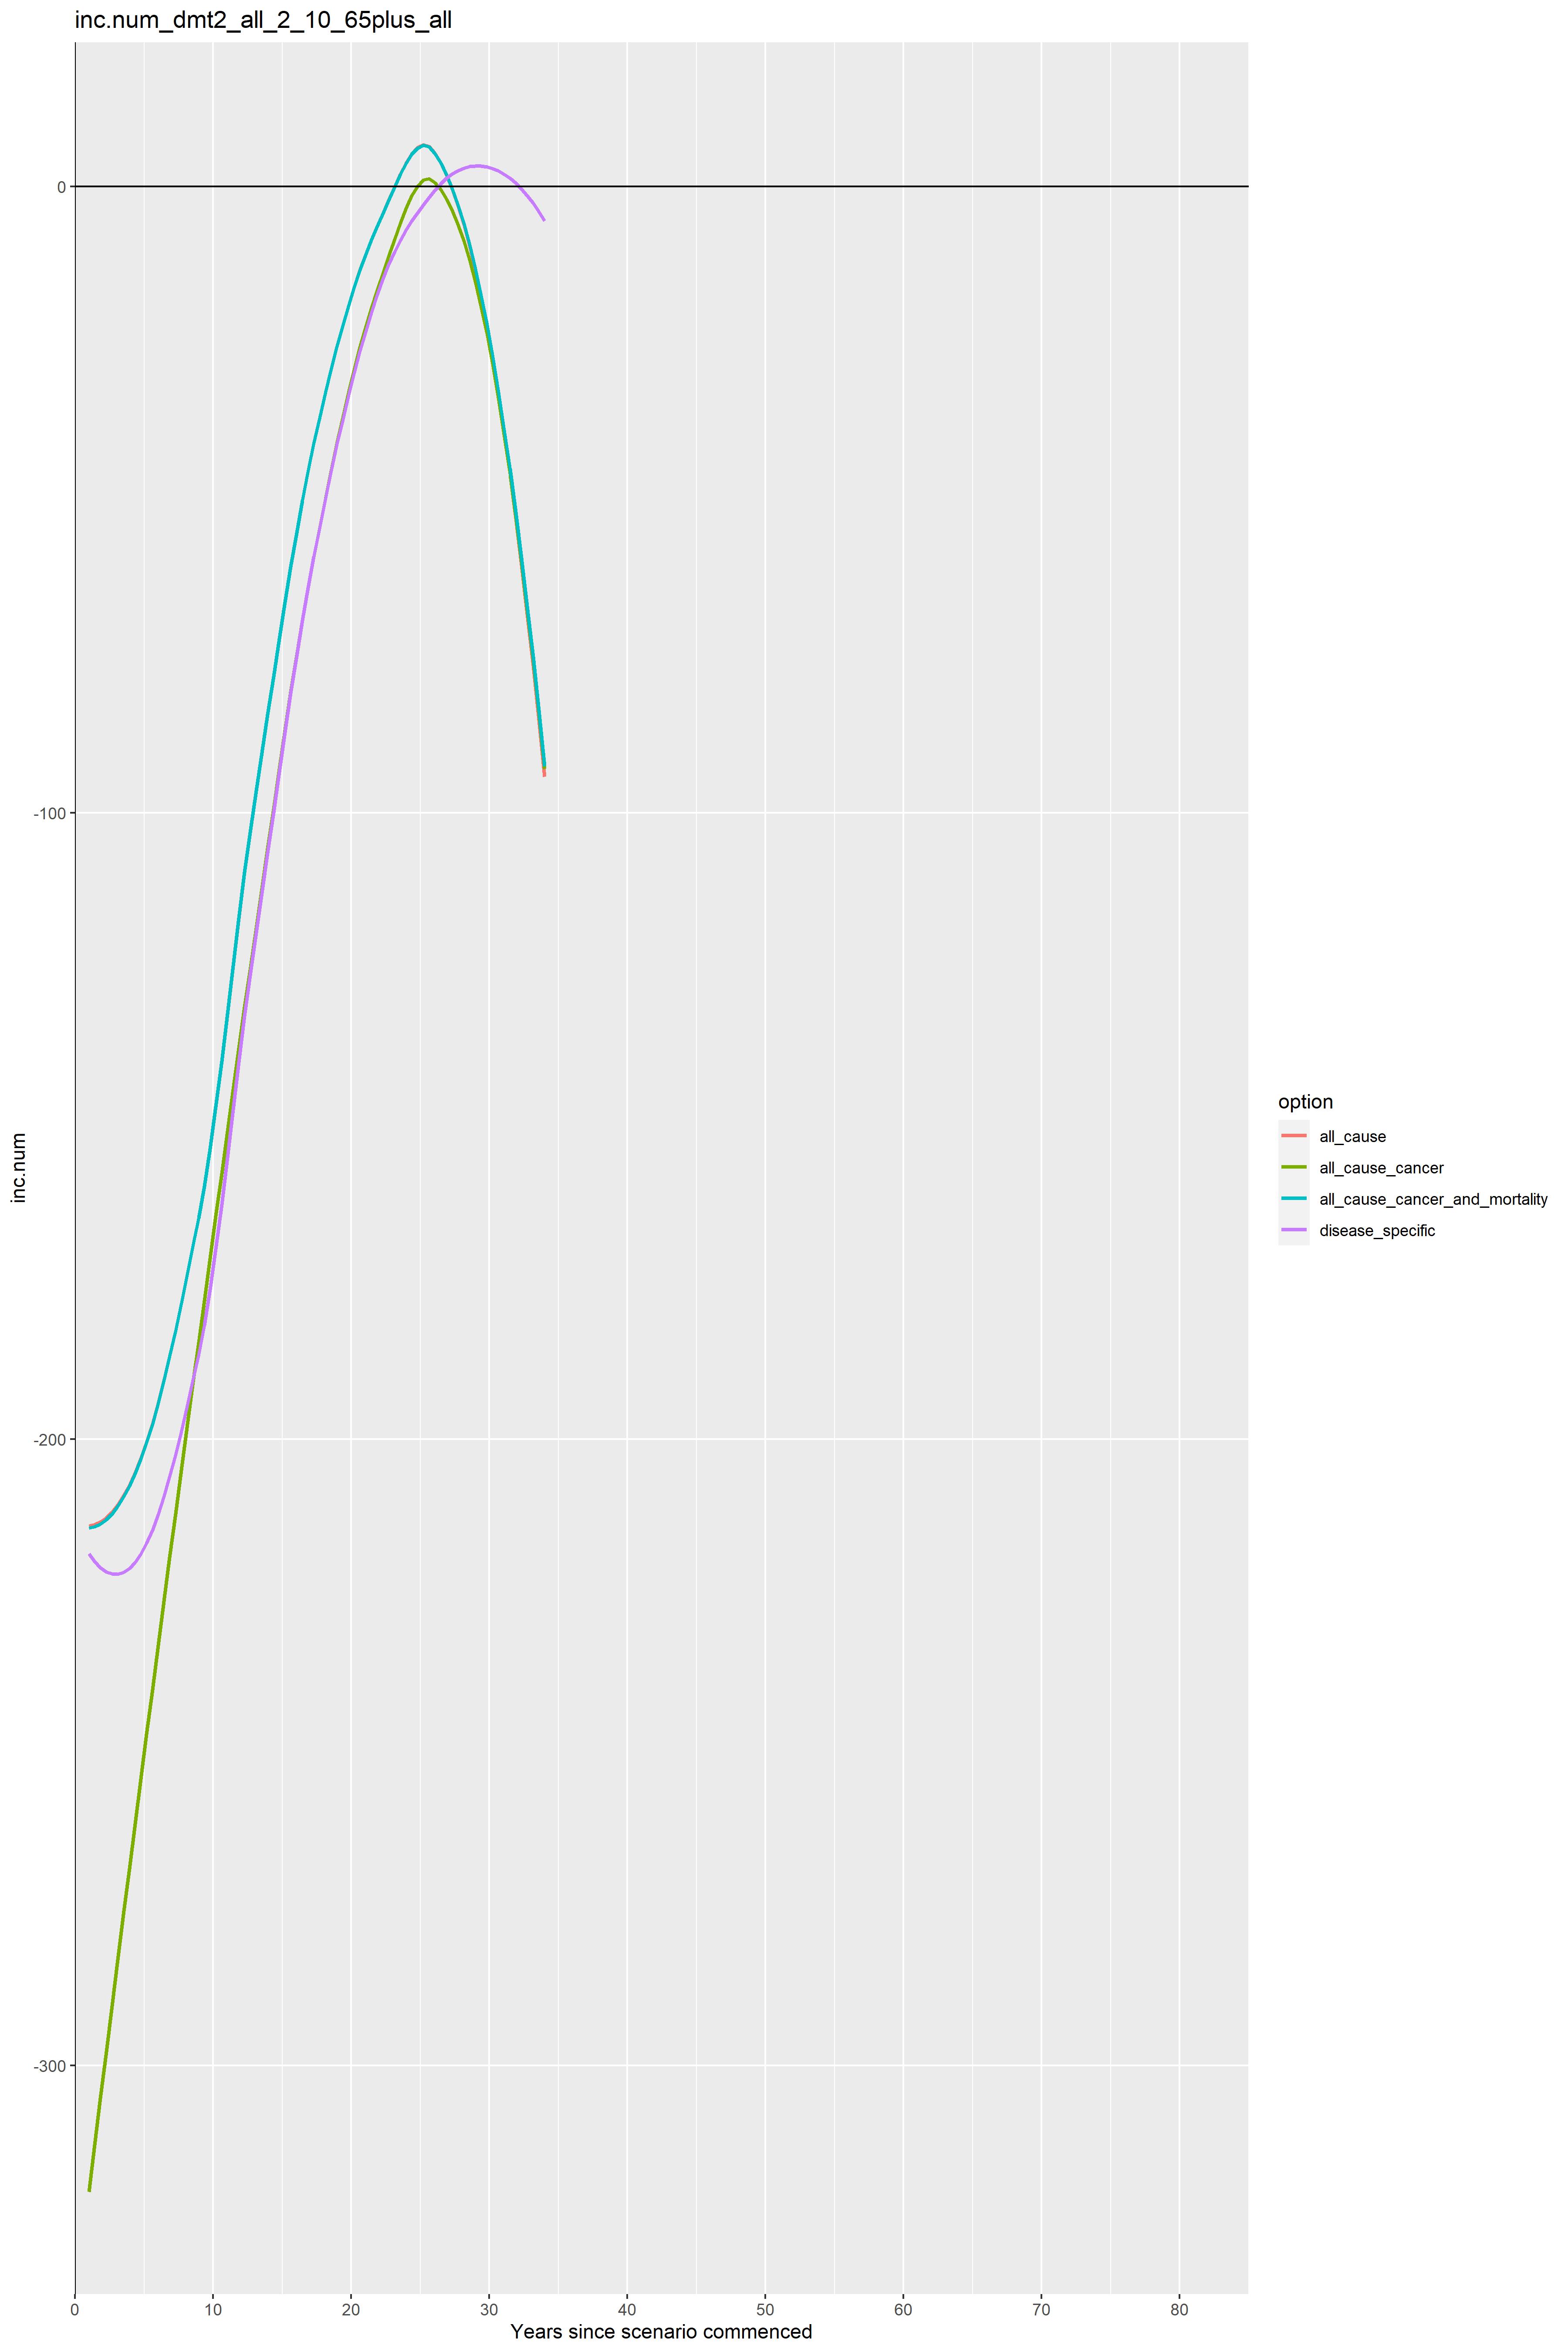 inc.num_dmt2_all_2_10_65plus_all
0
-100
-200
-300
inc.num
0 10 20 30 40 50 60 70 80
Years since scenario commenced
option
all_cause
all_cause_cancer
all_cause_cancer_and_mortality
disease_specific